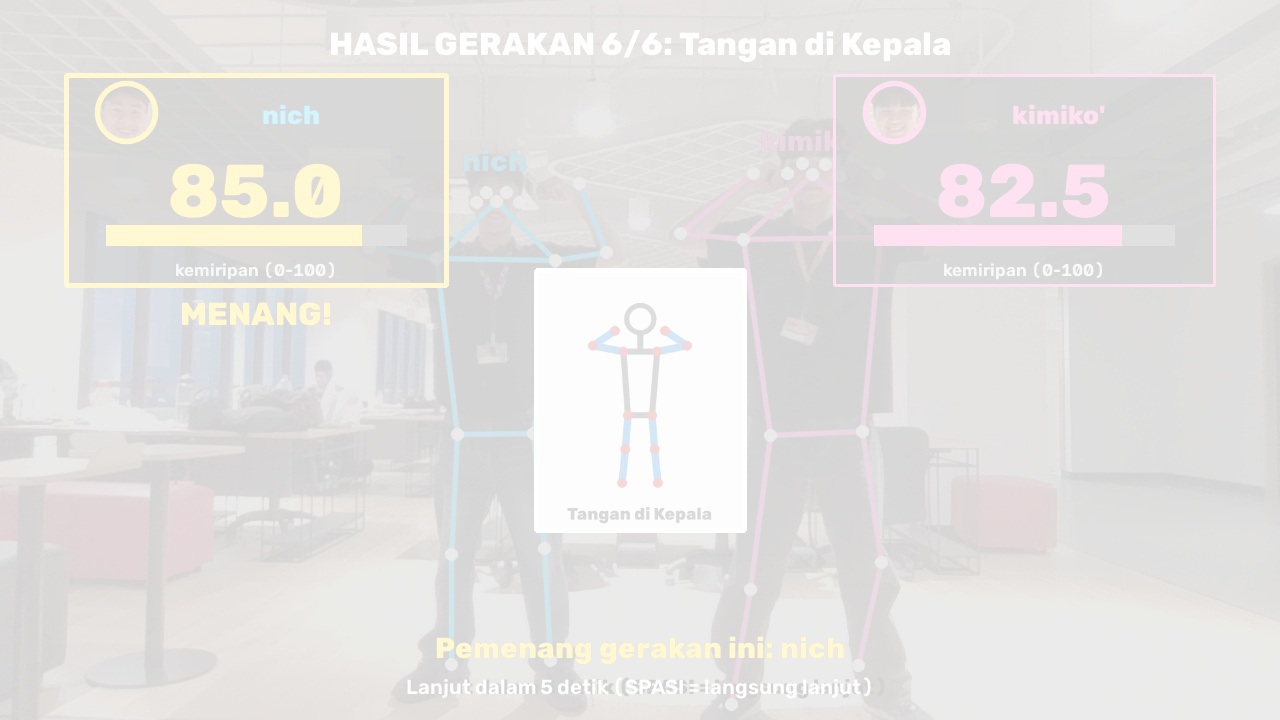 HASIL GERAKAN 6/6: Tangan di Kepala
nich
85.0
kemiripan (0-100)
MENANG!
kimiko'
82.5
kemiripan (0-100)
nich
kimik
Tangan di Kepala
Pemenang gerakan ini: nich
Lanjut dalam 5 detik (SPASI = langsung lanjut)